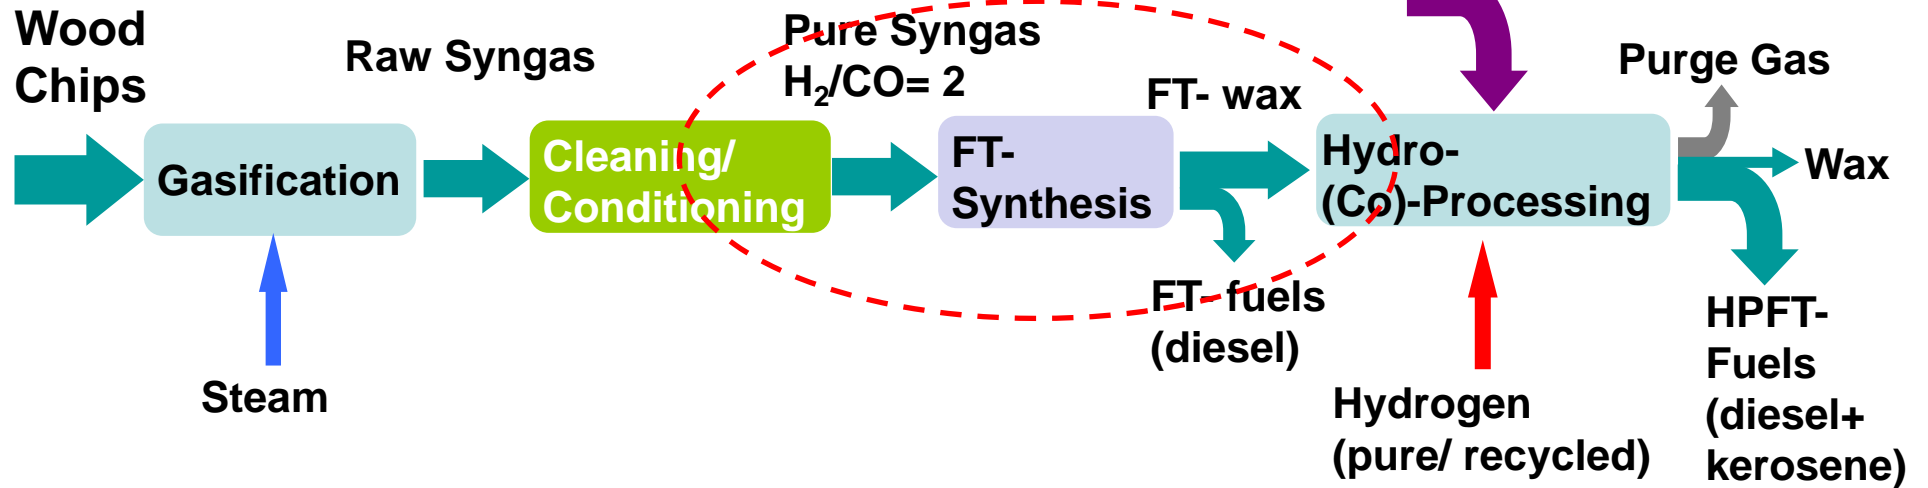 Wood
Chips
Raw Syngas
Pure Syngas
H₂/CO= 2
FT- wax
Purge Gas
Gasification
Cleaning/
Conditioning
FT-
Synthesis
Hydro-
(Co)-Processing
Wax
Steam
FT- fuels
(diesel)
Hydrogen
(pure/ recycled)
HPFT-
Fuels
(diesel+
kerosene)